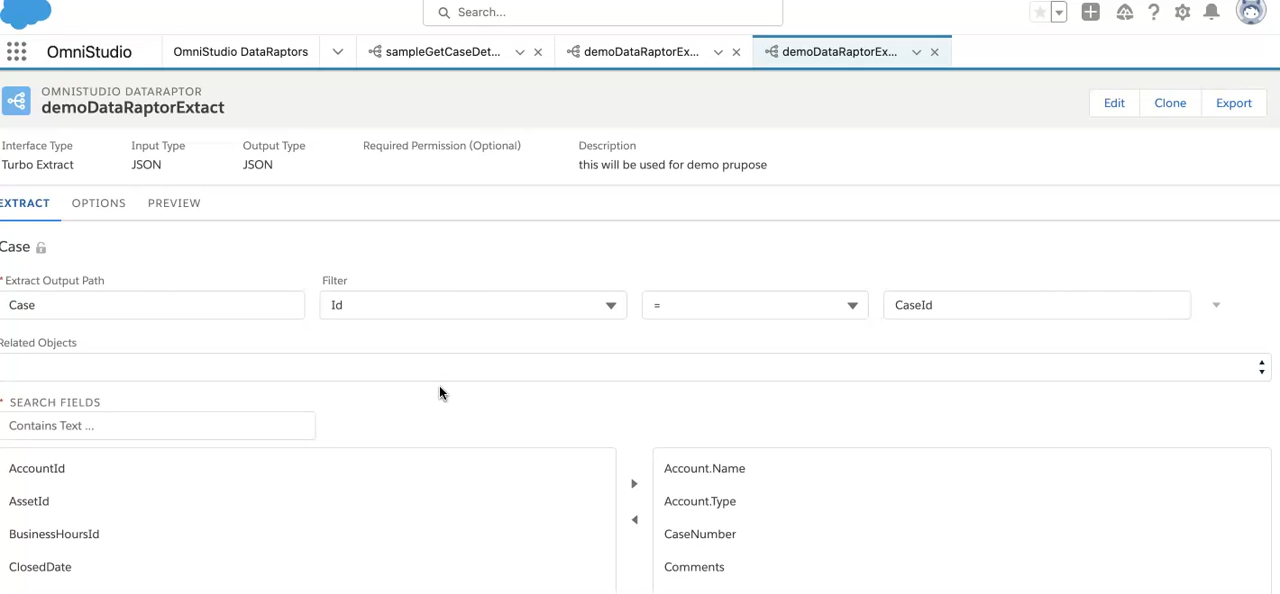 Search...
OmniStudio
OmniStudio DataRaptors
sampleGetCaseDet...
demoDataRaptorEx...
demoDataRaptorEx...
OMNISTUDIO DATARAPTOR
demoDataRaptorExtact
Edit
Clone
Export
Interface Type
Input Type
Output Type
Required Permission (Optional)
Description
Turbo Extract
JSON
JSON
this will be used for demo prupose
EXTRACT
OPTIONS
PREVIEW
Case
*Extract Output Path
Filter
Case
Id
=
CaseId
Related Objects
* SEARCH FIELDS
Contains Text ...
AccountId
Account.Name
AssetId
Account.Type
BusinessHoursId
CaseNumber
ClosedDate
Comments